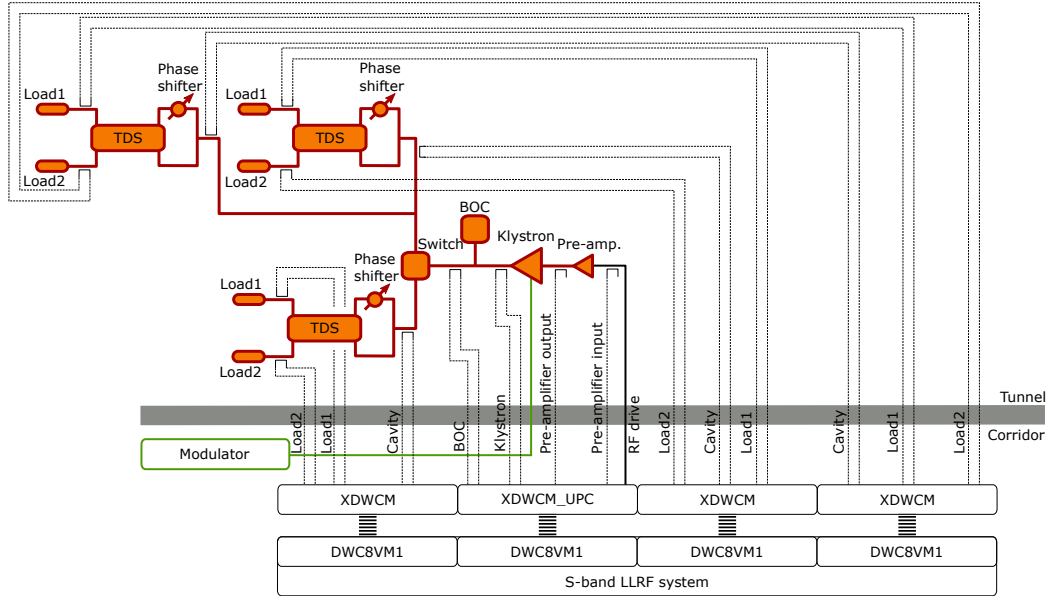 Phase
shifter
Load1
TDS
Load2
Phase
shifter
Load1
TDS
Load2
BOC
Switch
Klystron
Pre-amp.
Phase
shifter
Load1
TDS
Load2
Tunnel
Corridor
Load2
Load1
Cavity
BOC
Klystron
Pre-amplifier output
Pre-amplifier input
RF drive
Load2
Cavity
Load1
Cavity
Load1
Load2
Modulator
XDWCM
XDWCM_UPC
XDWCM
XDWCM
DWC8VM1
DWC8VM1
DWC8VM1
DWC8VM1
S-band LLRF system